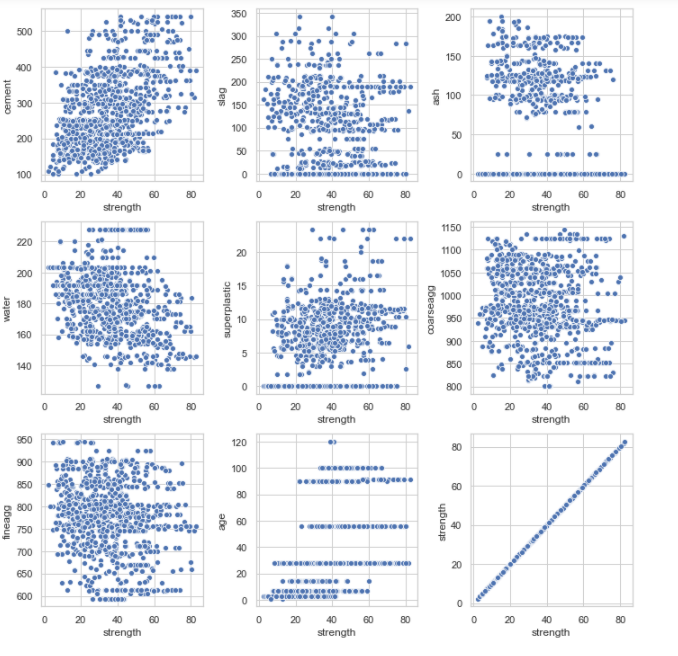 500
400
300
200
100
cement
0 20 40 60 80
strength
350
300
250
200
150
100
50
0
slag
0 20 40 60 80
strength
200
150
100
50
0
ash
0 20 40 60 80
strength
220
200
180
160
140
water
0 20 40 60 80
strength
20
15
10
5
0
superplastic
0 20 40 60 80
strength
1150
1100
1050
1000
950
900
850
800
coarseagg
0 20 40 60 80
strength
950
900
850
800
750
700
650
600
fineagg
0 20 40 60 80
strength
120
100
80
60
40
20
0
age
0 20 40 60 80
strength
80
60
40
20
0
strength
0 20 40 60 80
strength